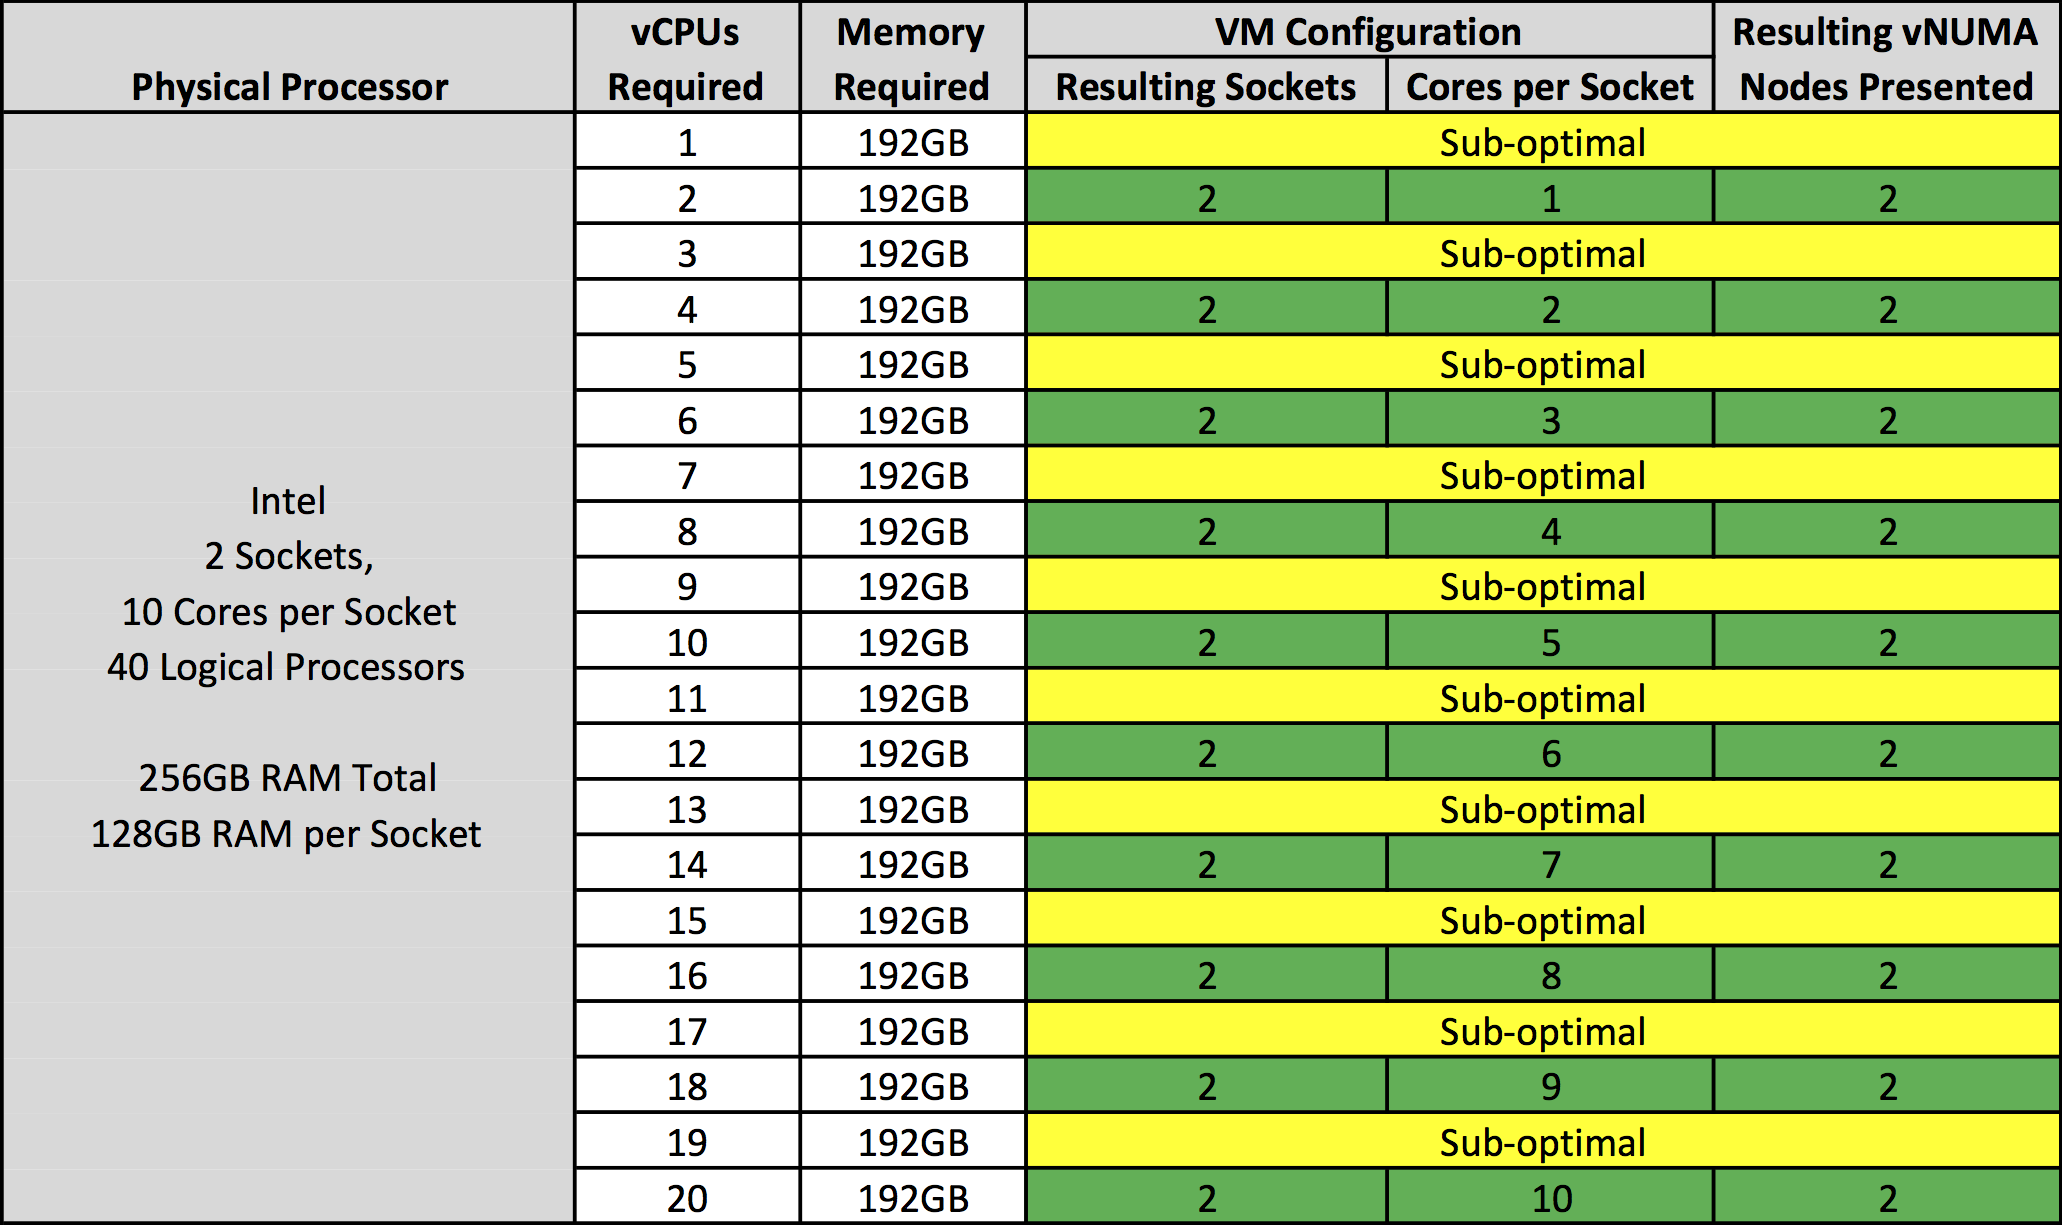 Physical Processor vCPUs Required Memory Required VM Configuration Resulting vNUMA Nodes Presented
Resulting Sockets Cores per Socket
Intel
2 Sockets,
10 Cores per Socket
40 Logical Processors
256GB RAM Total
128GB RAM per Socket
1 192GB Sub-optimal
2 192GB 2 1 2
3 192GB Sub-optimal
4 192GB 2 2 2
5 192GB Sub-optimal
6 192GB 2 3 2
7 192GB Sub-optimal
8 192GB 2 4 2
9 192GB Sub-optimal
10 192GB 2 5 2
11 192GB Sub-optimal
12 192GB 2 6 2
13 192GB Sub-optimal
14 192GB 2 7 2
15 192GB Sub-optimal
16 192GB 2 8 2
17 192GB Sub-optimal
18 192GB 2 9 2
19 192GB Sub-optimal
20 192GB 2 10 2